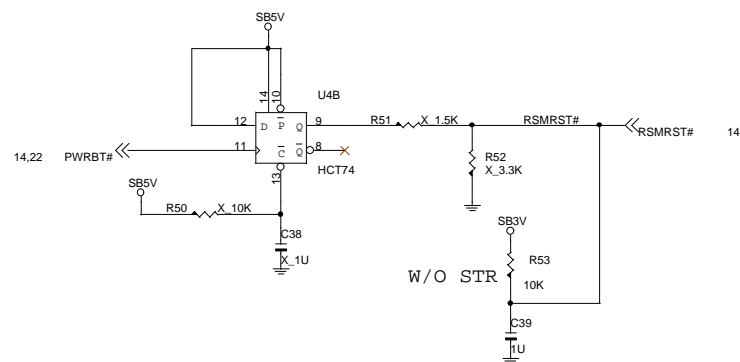 SB5V
14
10
U4B
12
D
P
Q
9
R51
X_1.5K
RSMRST#
RSMRST#
14
14,22
PWRBT#
11
C
Q
8
HCT74
13
R52
X_3.3K
SB5V
R50
X_10K
C38
X_1U
SB3V
R53
10K
W/O STR
C39
1U